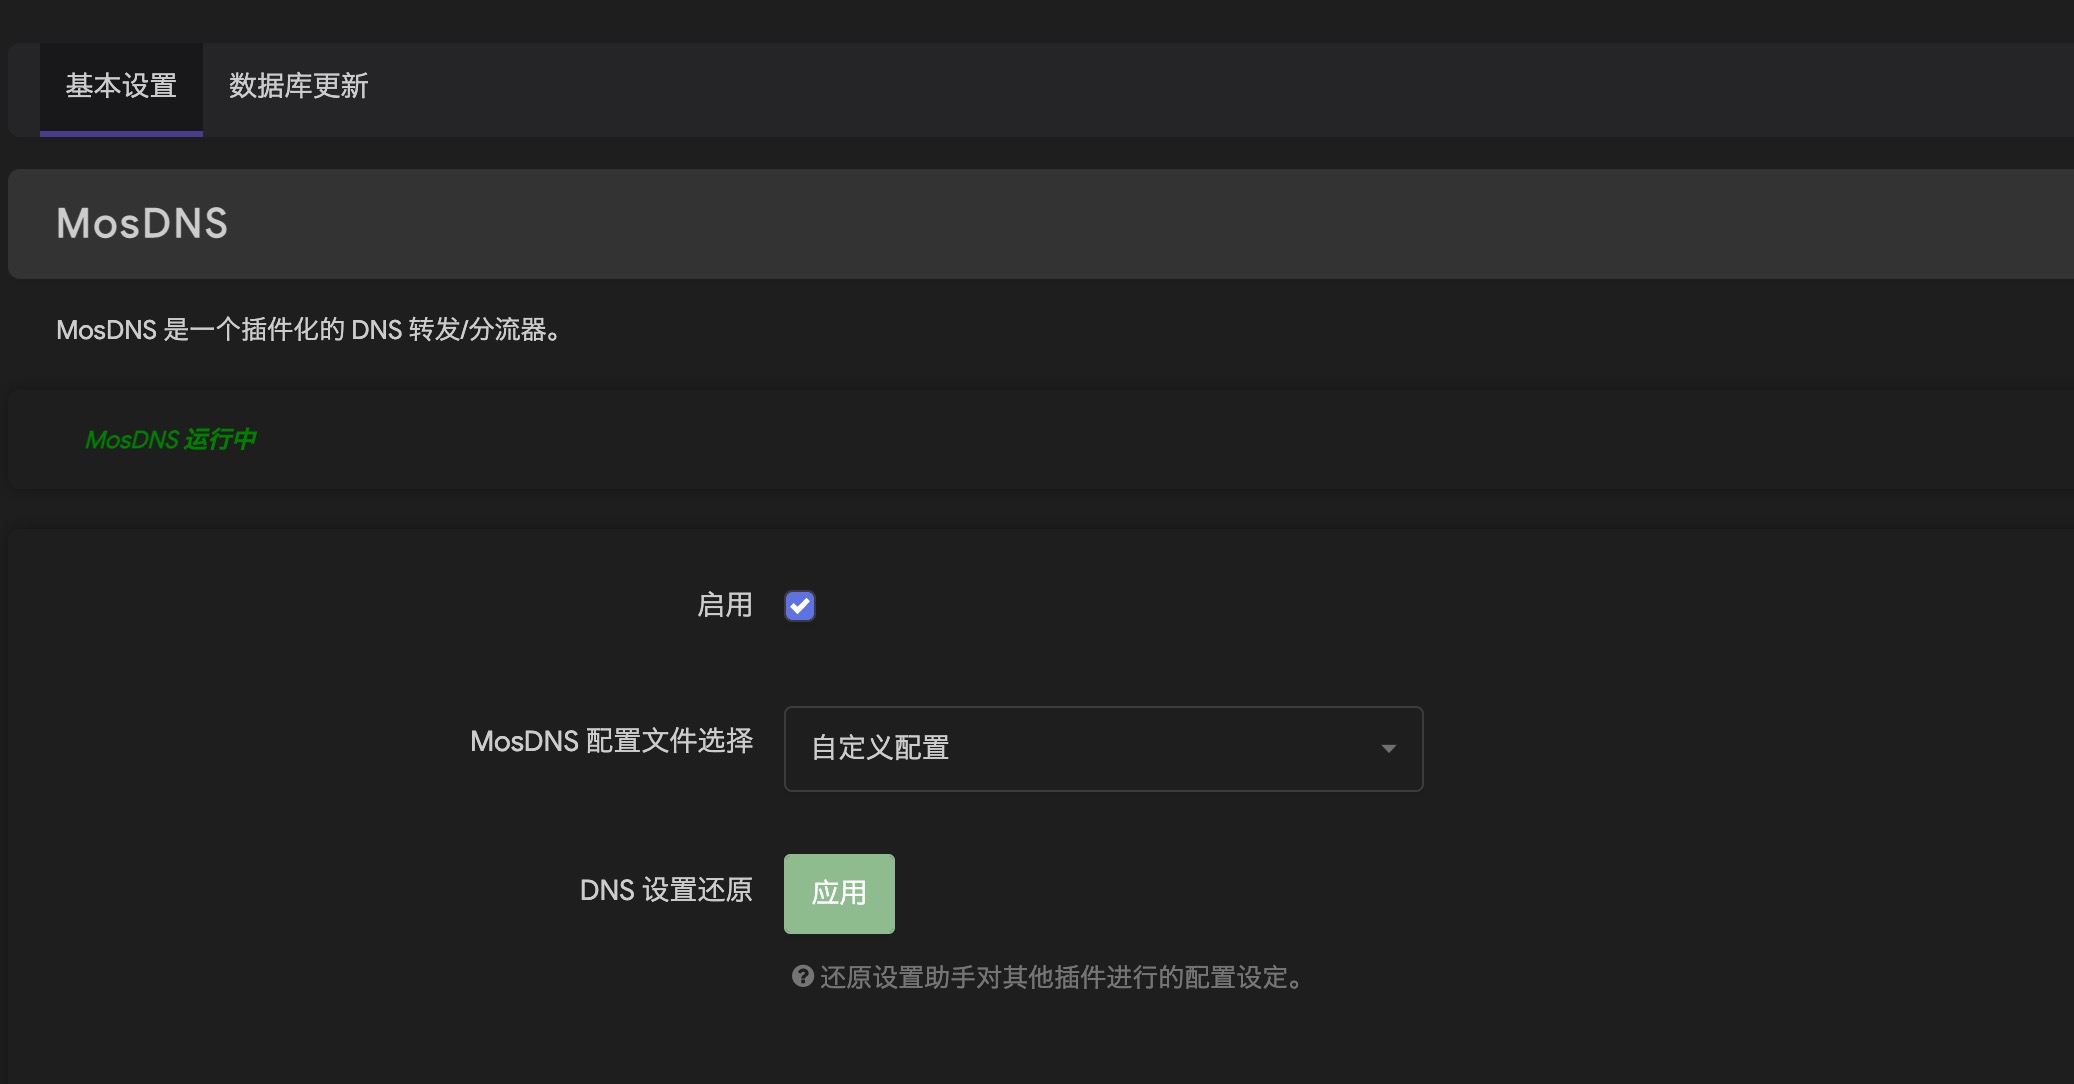 基本设置 数据库更新
MosDNS
MosDNS 是一个插件化的 DNS 转发/分流器。
MosDNS 运行中
启用
MosDNS 配置文件选择 自定义配置
DNS 设置还原 应用
还原设置助手对其他插件进行的配置设定。